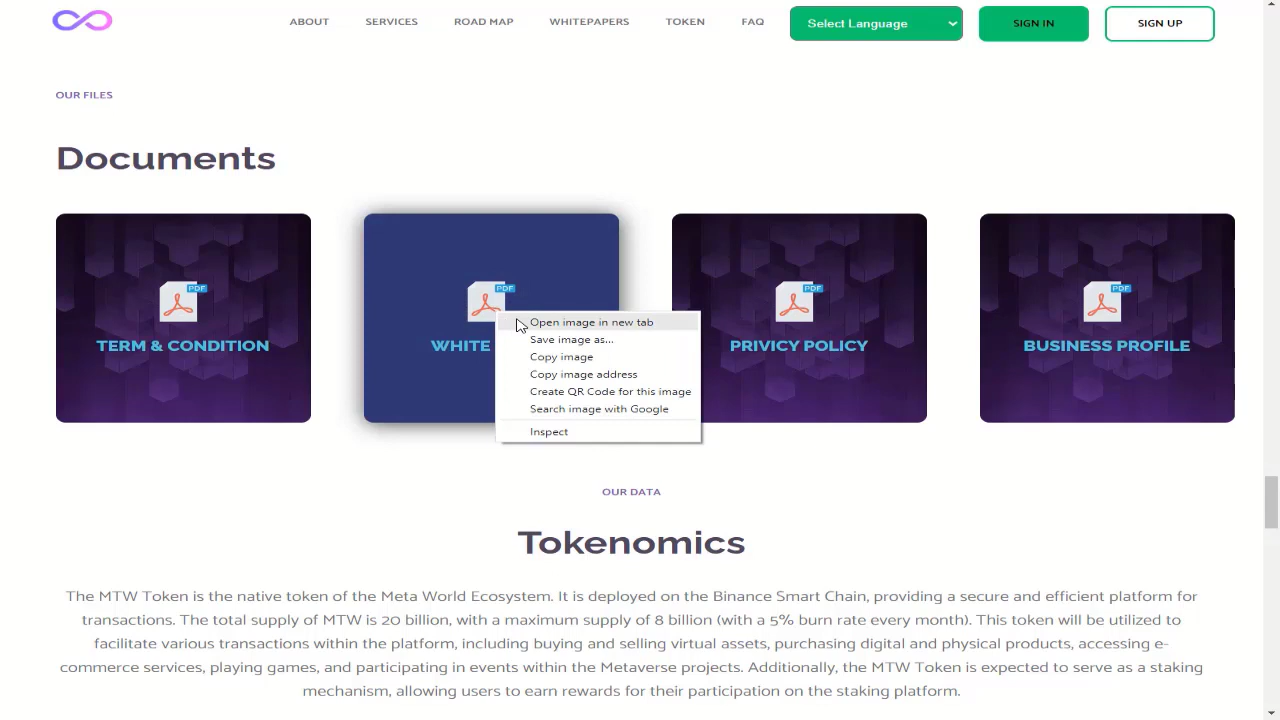 ABOUT SERVICES ROAD MAP WHITEPAPERS TOKEN FAQ Select Language SIGN IN SIGN UP
OUR FILES
Documents
PDF PDF PDF PDF
TERM & CONDITION WHITE PRIVICY POLICY BUSINESS PROFILE
Open image in new tab
Save image as...
Copy image
Copy image address
Create QR Code for this image
Search image with Google
Inspect
OUR DATA
Tokenomics
The MTW Token is the native token of the Meta World Ecosystem. It is deployed on the Binance Smart Chain, providing a secure and efficient platform for
transactions. The total supply of MTW is 20 billion, with a maximum supply of 8 billion (with a 5% burn rate every month). This token will be utilized to
facilitate various transactions within the platform, including buying and selling virtual assets, purchasing digital and physical products, accessing e-
commerce services, playing games, and participating in events within the Metaverse projects. Additionally, the MTW Token is expected to serve as a staking
mechanism, allowing users to earn rewards for their participation on the staking platform.